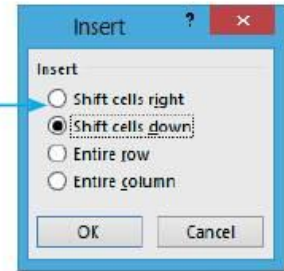 Insert ? ×
Insert
Shift cells right
Shift cells down
Entire row
Entire column
OK Cancel